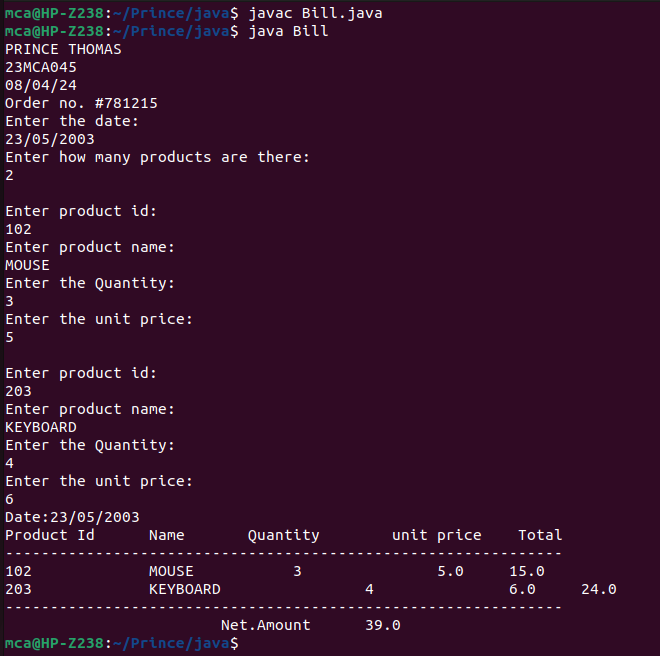 mca@HP-Z238:~/Prince/java$ javac Bill.java
mca@HP-Z238:~/Prince/java$ java Bill
PRINCE THOMAS
23MCA045
08/04/24
Order no. #781215
Enter the date:
23/05/2003
Enter how many products are there:
2

Enter product id:
102
Enter product name:
MOUSE
Enter the Quantity:
3
Enter the unit price:
5

Enter product id:
203
Enter product name:
KEYBOARD
Enter the Quantity:
4
Enter the unit price:
6
Date:23/05/2003
Product Id      Name       Quantity        unit price    Total
--------------------------------------------------------------
102             MOUSE           3               5.0     15.0
203             KEYBOARD                4               6.0     24.0
--------------------------------------------------------------
                        Net.Amount      39.0
mca@HP-Z238:~/Prince/java$